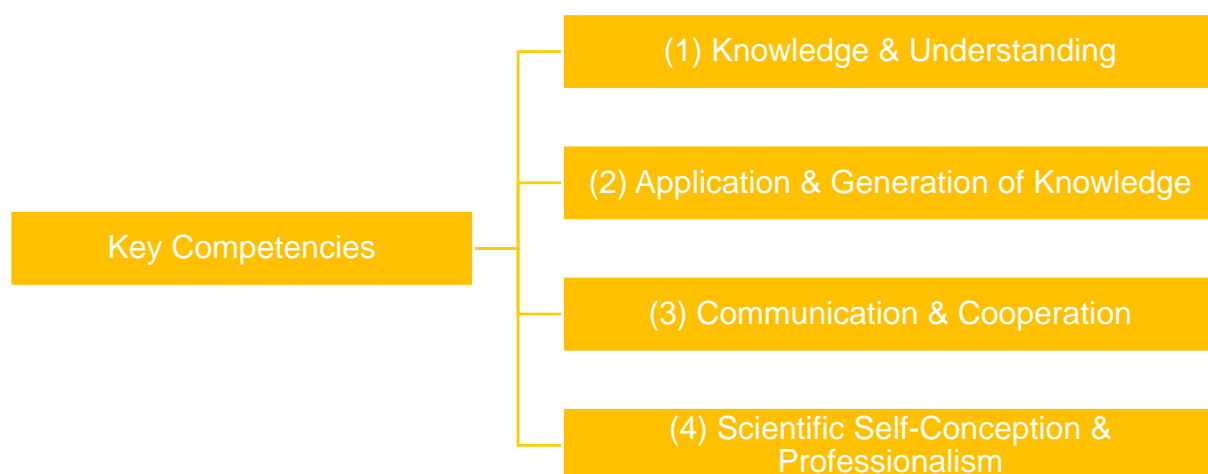 (1) Knowledge & Understanding
(2) Application & Generation of Knowledge
Key Competencies
(3) Communication & Cooperation
(4) Scientific Self-Conception &
Professionalism